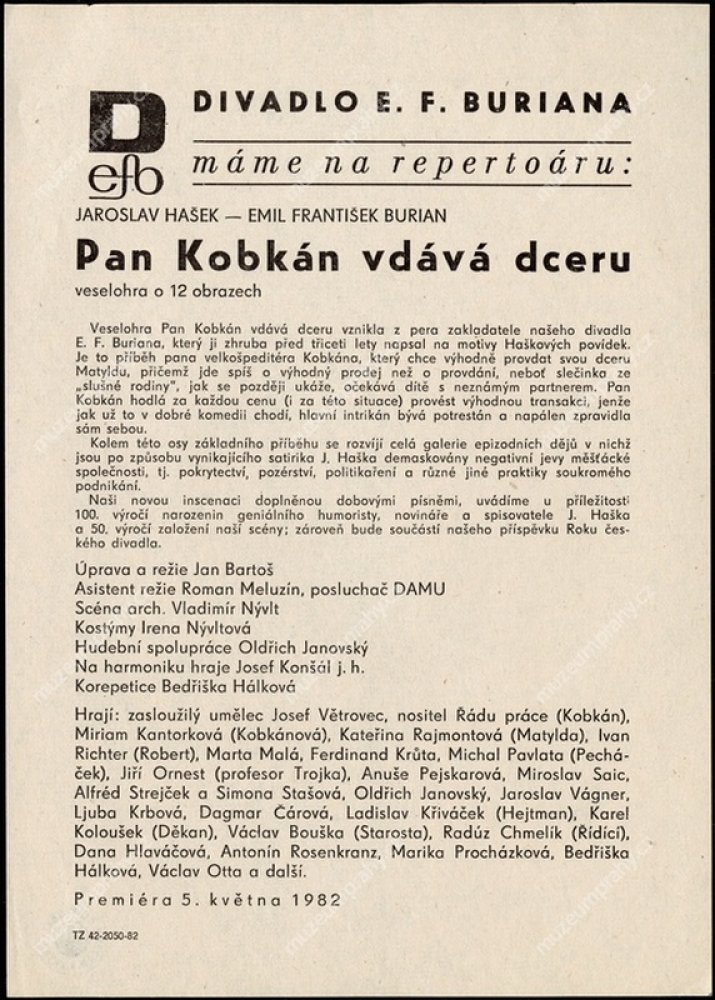 D
efb
DIVADLO E. F. BURIANA
máme na repertoáru:
JAROSLAV HAŠEK — EMIL FRANTIŠEK BURIAN
Pan Kobkán vdává dceru
veselohra o 12 obrazech
Veselohra Pan Kobkán vdává dceru vznikla z pera zakladatele našeho divadla
E. F. Buriana, který ji zhruba před třiceti lety napsal na motivy Haškových povídek.
Je to příběh pana velkošpeditéra Kobkána, který chce výhodně provdat svou dceru
Matyldu, přičemž jde spíš o výhodný prodej než o provdání, neboť slečinka ze
„slušné rodiny", jak se později ukáže, očekává dítě s neznámým partnerem. Pan
Kobkán hodlá za každou cenu (i za této situace) provést výhodnou transakci, jenže
jak už to v dobré komedii chodí, hlavní intrikán bývá potrestán a napálen zpravidla
sám sebou.
Kolem této osy základního příběhu se rozvíjí celá galerie epizodních dějů v nichž
jsou po způsobu vynikajícího satirika J. Haška demaskovány negativní jevy měšťácké
společnosti, tj. pokrytectví, pozérství, politikaření a různé jiné praktiky soukromého
podnikání.
Naši novou inscenaci doplněnou dobovými písněmi, uvádíme u příležitosti
100. výročí narozenin geniálního humoristy, novináře a spisovatele J. Haška
a 50. výročí založení naší scény; zároveň bude součástí našeho příspěvku Roku čes-
kého divadla.
Úprava a režie Jan Bartoš
Asistent režie Roman Meluzín, posluchač DAMU
Scéna arch. Vladimír Nývlt
Kostýmy Irena Nývltová
Hudební spolupráce Oldřich Janovský
Na harmoniku hraje Josef Konšál j. h.
Korepetice Bedřiška Hálková
Hrají: zasloužilý umělec Josef Větrovec, nositel Řádu práce (Kobkán),
Miriam Kantorková (Kobkánová), Kateřina Rajmontová (Matylda), Ivan
Richter (Robert), Marta Malá, Ferdinand Krůta, Michal Pavlata (Pechá-
ček), Jiří Ornest (profesor Trojka), Anuše Pejskarová, Miroslav Saic,
Alfréd Strejček a Simona Stašová, Oldřich Janovský, Jaroslav Vágner,
Ljuba Krbová, Dagmar Čárová, Ladislav Křiváček (Hejtman), Karel
Koloušek (Děkan), Václav Bouška (Starosta), Radúz Chmelík (Řídící),
Dana Hlaváčová, Antonín Rosenkranz, Marika Procházková, Bedřiška
Hálková, Václav Otta a další.
Premiéra 5. května 1982
TZ 42-2050-82